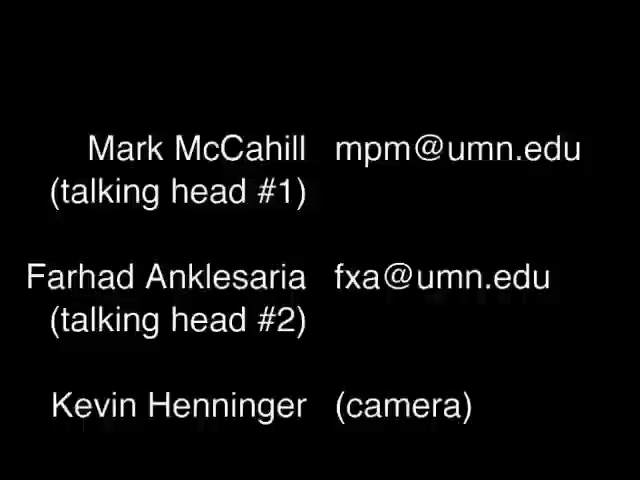 Mark McCahill mpm@umn.edu
(talking head #1)
Farhad Anklesaria fxa@umn.edu
(talking head #2)
Kevin Henninger (camera)